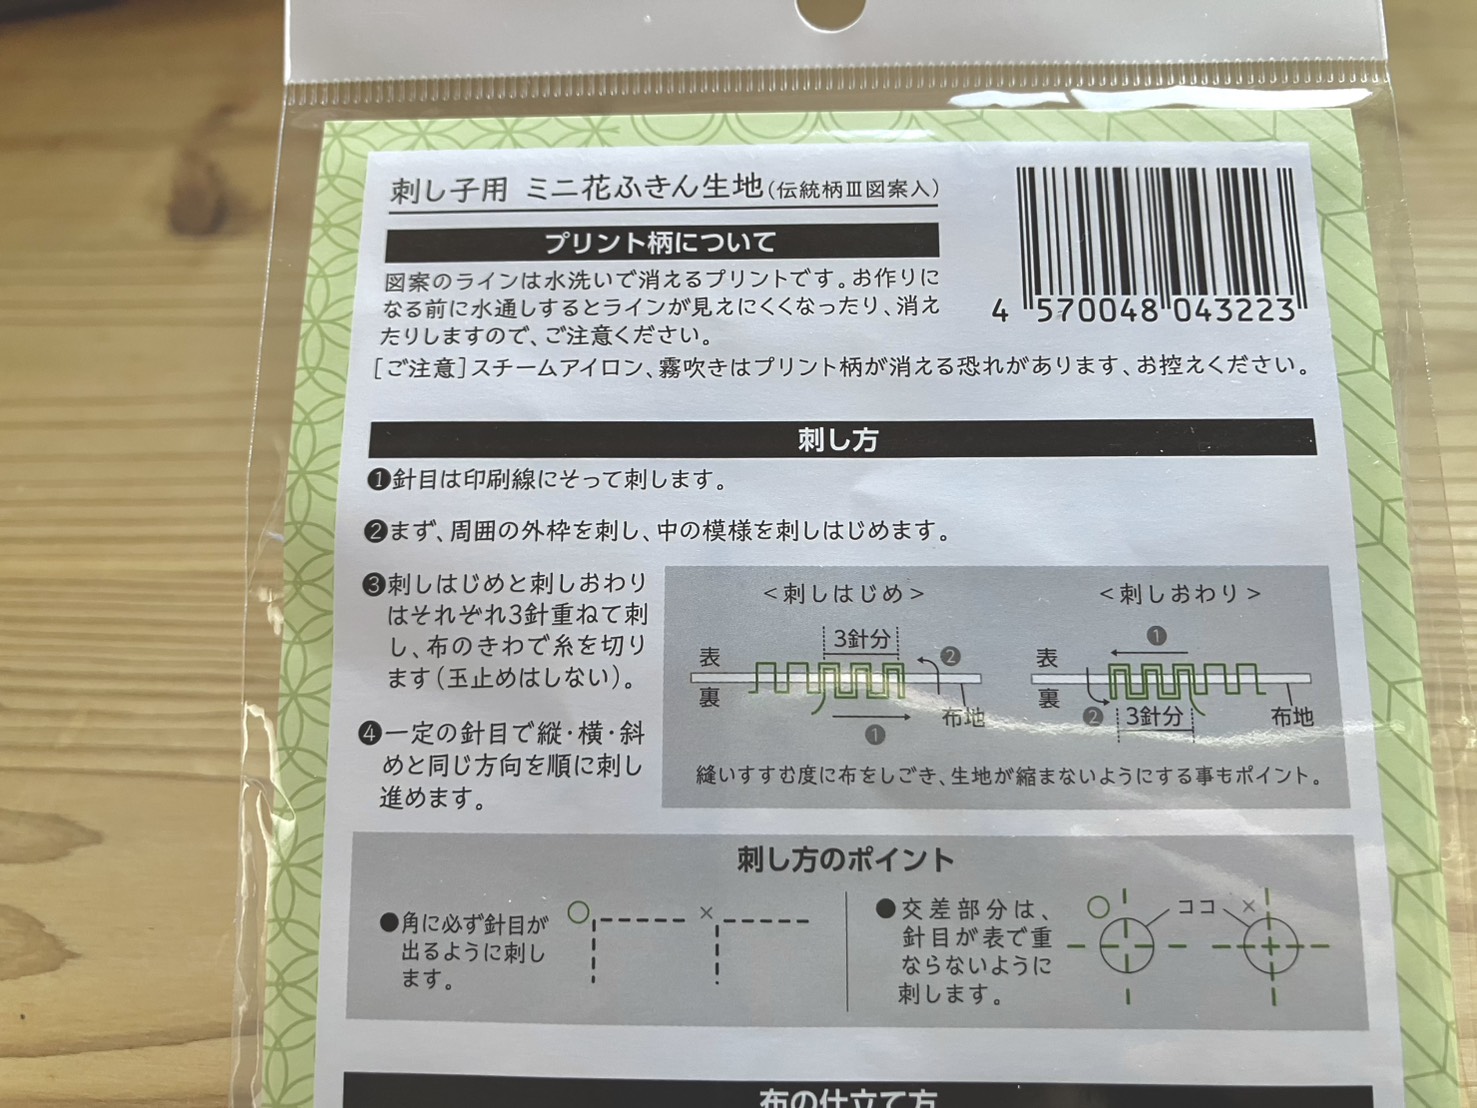 刺し子用 ミニ花ふきん生地(伝統柄Ⅲ図案入)
プリント柄について
図案のラインは水洗いで消えるプリントです。お作りに
なる前に水通しするとラインが見えにくくなったり、消え
たりしますので、ご注意ください。
[ご注意]スチームアイロン、霧吹きはプリント柄が消える恐れがあります、お控えください。
4 570048 043223
刺し方
❶針目は印刷線にそって刺します。
❷まず、周囲の外枠を刺し、中の模様を刺しはじめます。
❸刺しはじめと刺しおわり
はそれぞれ3針重ねて刺
し、布のきわで糸を切り
ます(玉止めはしない)。
❹一定の針目で縦・横・斜
めと同じ方向を順に刺し
進めます。
<刺しはじめ>
3針分
❷
表
裏
布地
❶
<刺しおわり>
❶
表
裏
❷
3針分
布地
縫いすすむ度に布をしごき、生地が縮まないようにする事もポイント。
刺し方のポイント
●角に必ず針目が
出るように刺し
ます。
○
×
●交差部分は、
針目が表で重
ならないように
刺します。
○
ココ
×
布の仕立て方